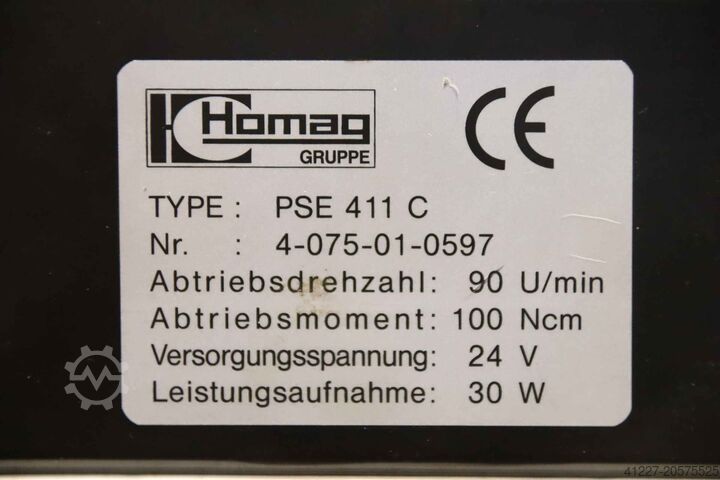 Homag
GRUPPE
CE
TYPE : PSE 411 C
Nr. : 4-075-01-0597
Abtriebsdrehzahl: 90 U/min
Abtriebsmoment: 100 Ncm
Versorgungsspannung: 24 V
Leistungsaufnahme: 30 W
41227-20575525